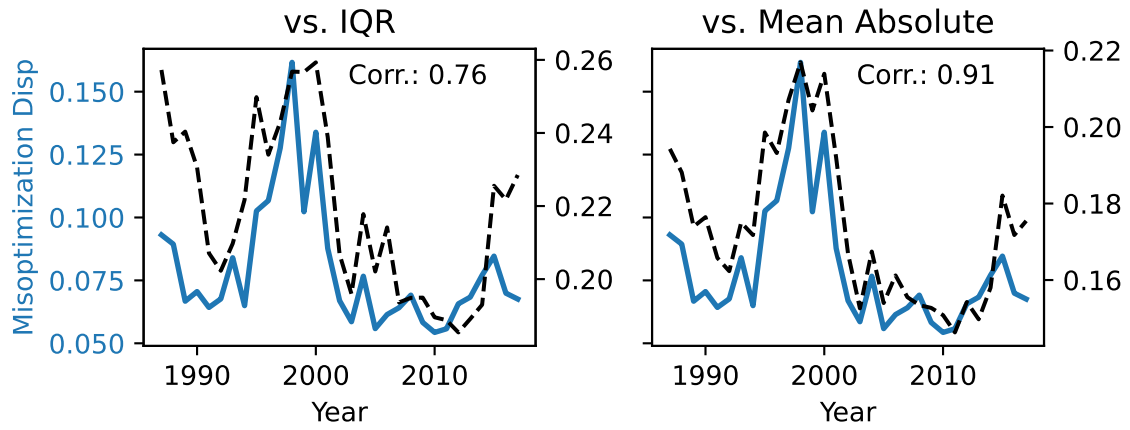 vs. IQR
Misoptimization Disp
0.150
0.125
0.100
0.075
0.050
Corr.: 0.76
0.26
0.24
0.22
0.20
1990
2000
2010
Year
vs. Mean Absolute
Corr.: 0.91
0.22
0.20
0.18
0.16
1990
2000
2010
Year